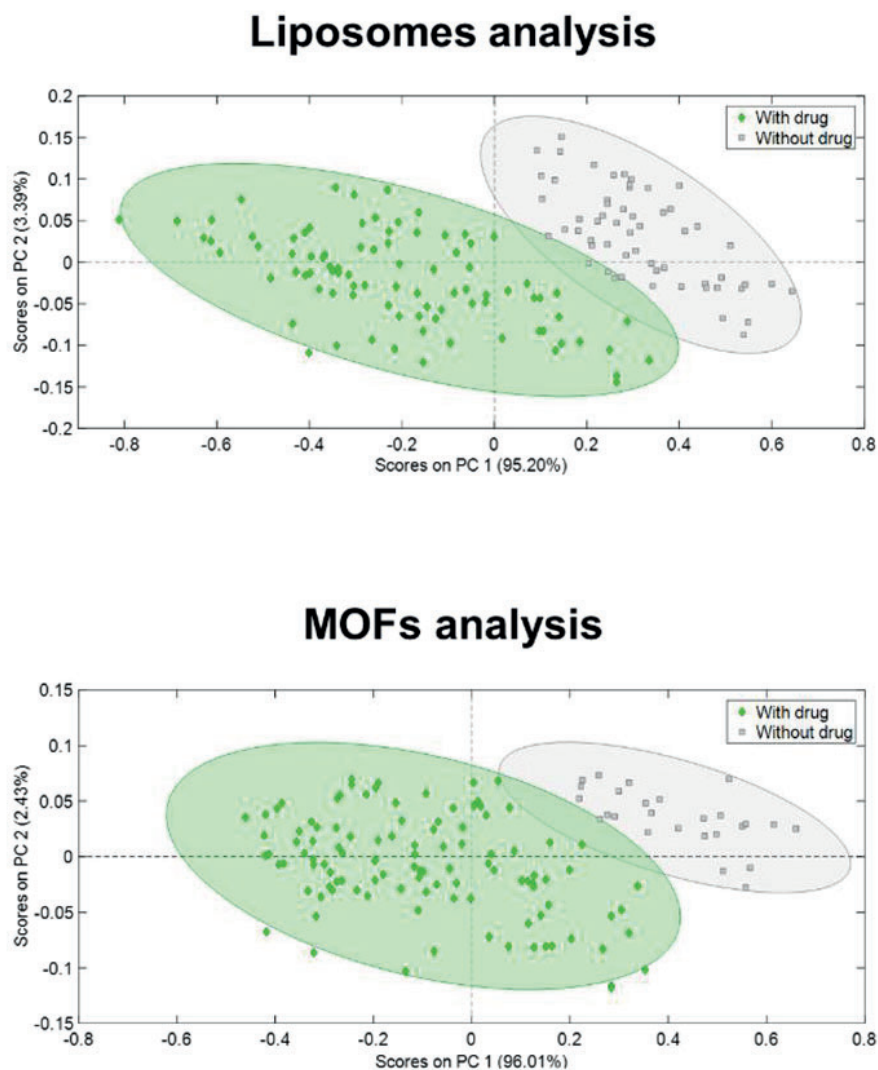 Liposomes analysis
0.2
0.15
0.1
0.05
0
-0.05
-0.1
-0.15
-0.2
Scores on PC 2 (3.39%)
With drug
Without drug
-0.8 -0.6 -0.4 -0.2 0 0.2 0.4 0.6 0.8
Scores on PC 1 (95.20%)
MOFs analysis
0.15
0.1
0.05
0
-0.05
-0.1
-0.15
Scores on PC 2 (2.43%)
With drug
Without drug
-0.8 -0.6 -0.4 -0.2 0 0.2 0.4 0.6 0.8
Scores on PC 1 (96.01%)